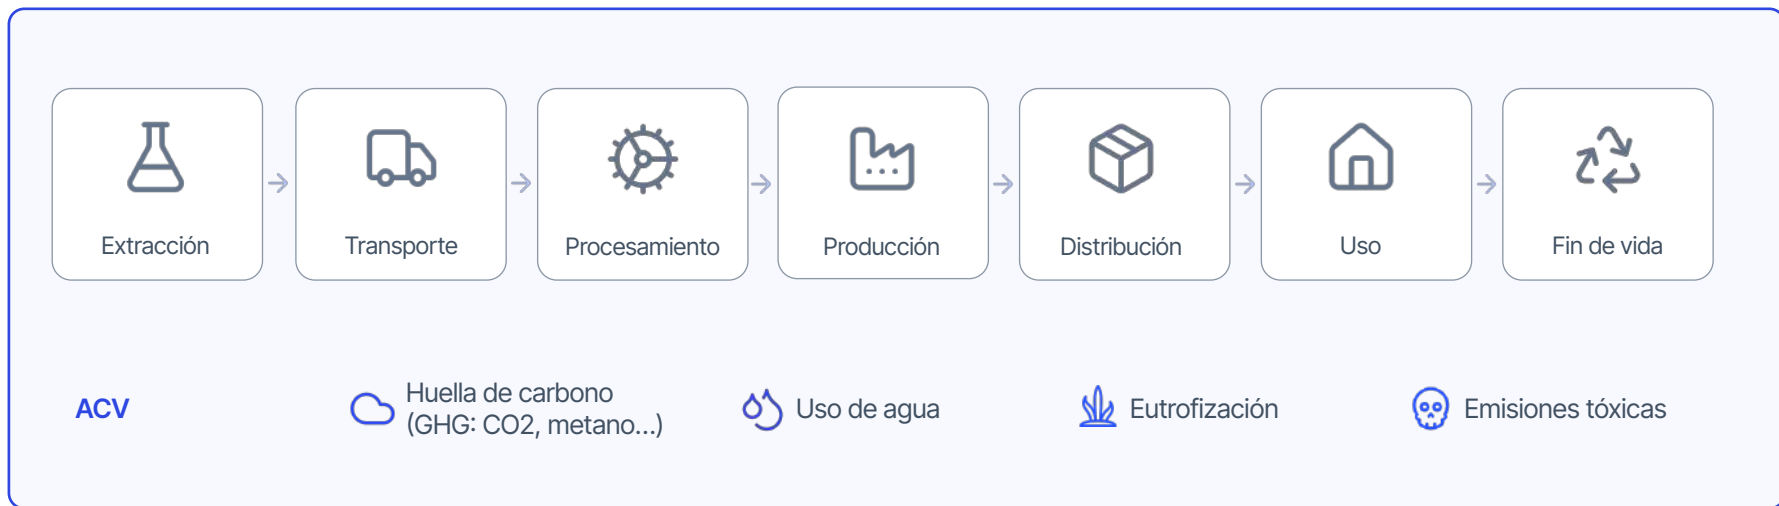 Extracción
Transporte
Procesamiento
Producción
Distribución
Uso
Fin de vida
ACV
Huella de carbono
(GHG: CO2, metano...)
Uso de agua
Eutrofización
Emisiones tóxicas